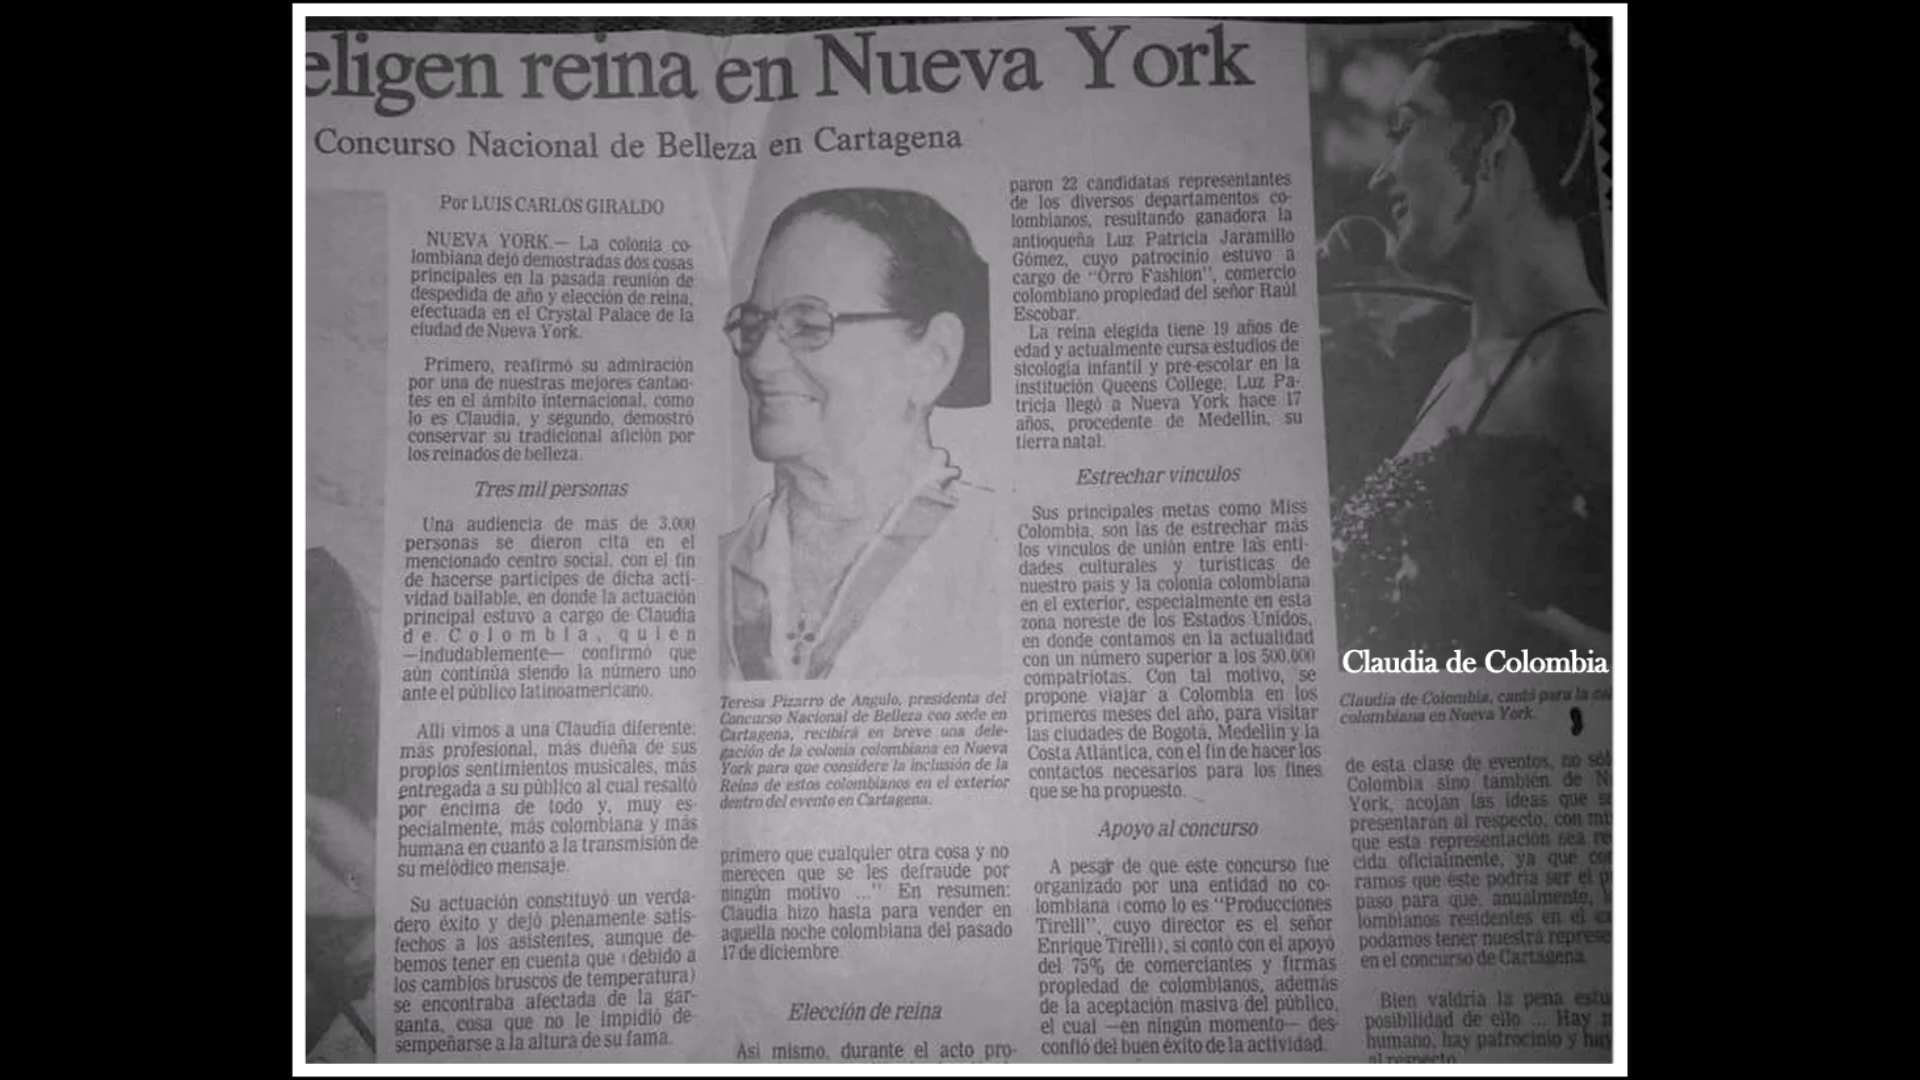 eligen reina en Nueva York
Concurso Nacional de Belleza en Cartagena
Por LUIS CARLOS GIRALDO
NUEVA YORK.— La colonia co-
lombiana dejó demostradas dos cosas
principales en la pasada reunión de
despedida de año y elección de reina,
efectuada en el Crystal Palace de la
ciudad de Nueva York.
Primero, reafirmó su admiración
por una de nuestras mejores cantan-
tes en el ámbito internacional, como
lo es Claudia, y segundo, demostró
conservar su tradicional afición por
los reinados de belleza.
Tres mil personas
Una audiencia de más de 3.000
personas se dieron cita en el
mencionado centro social, con el fin
de hacerse partícipes de dicha acti-
vidad bailable, en donde la actuación
principal estuvo a cargo de Claudia
de Colombia, quien
—indudablemente— confirmó que
aún continúa siendo la número uno
ante el público latinoamericano.
Allí vimos a una Claudia diferente:
más profesional, más dueña de sus
propios sentimientos musicales, más
entregada a su público al cual resaltó
por encima de todo y, muy es-
pecialmente, más colombiana y más
humana en cuanto a la transmisión de
su melódico mensaje.
Su actuación constituyó un verda-
dero éxito y dejó plenamente satis-
fechos a los asistentes, aunque de-
bemos tener en cuenta que (debido a
los cambios bruscos de temperatura)
se encontraba afectada de la gar-
ganta, cosa que no le impidió de-
sempeñarse a la altura de su fama.
Teresa Pizarro de Angulo, presidenta del
Concurso Nacional de Belleza con sede en
Cartagena, recibirá en breve una dele-
gación de la colonia colombiana en Nueva
York para que considere la inclusión de la
Reina de estos colombianos en el exterior
dentro del evento en Cartagena.
primero que cualquier otra cosa y no
merecen que se les defraude por
ningún motivo ..." En resumen:
Claudia hizo hasta para vender en
aquella noche colombiana del pasado
17 de diciembre.
Elección de reina
Así mismo, durante el acto pro-
paron 22 candidatas representantes
de los diversos departamentos co-
lombianos, resultando ganadora la
antioqueña Luz Patricia Jaramillo
Gómez, cuyo patrocinio estuvo a
cargo de "Orro Fashion", comercio
colombiano propiedad del señor Raúl
Escobar.
La reina elegida tiene 19 años de
edad y actualmente cursa estudios de
sicología infantil y pre-escolar en la
institución Queens College. Luz Pa-
tricia llegó a Nueva York hace 17
años, procedente de Medellín, su
tierra natal.
Estrechar vínculos
Sus principales metas como Miss
Colombia, son las de estrechar más
los vínculos de unión entre las enti-
dades culturales y turísticas de
nuestro país y la colonia colombiana
en el exterior, especialmente en esta
zona noreste de los Estados Unidos,
en donde contamos en la actualidad
con un número superior a los 500.000
compatriotas. Con tal motivo, se
propone viajar a Colombia en los
primeros meses del año, para visitar
las ciudades de Bogotá, Medellín y la
Costa Atlántica, con el fin de hacer los
contactos necesarios para los fines
que se ha propuesto.
Apoyo al concurso
A pesar de que este concurso fue
organizado por una entidad no co-
lombiana (como lo es "Producciones
Tirelli", cuyo director es el señor
Enrique Tirelli), si contó con el apoyo
del 75% de comerciantes y firmas
propiedad de colombianos, además
de la aceptación masiva del público,
el cual —en ningún momento— des-
confió del buen éxito de la actividad.
Claudia de Colombia
Claudia de Colombia, cantó para la
colombiana en Nueva York.
de esta clase de eventos, no
Colombia sino también de
York, acojan las ideas que
presentarán al respecto, con
que esta representación sea
cida oficialmente, ya que
ramos que éste podría ser el
paso para que, anualmente,
lombianos residentes en el
podamos tener nuestra
en el concurso de Cartagena.
Bien valdría la pena
posibilidad de ello ... Hay
humano, hay patrocinio y
al respecto